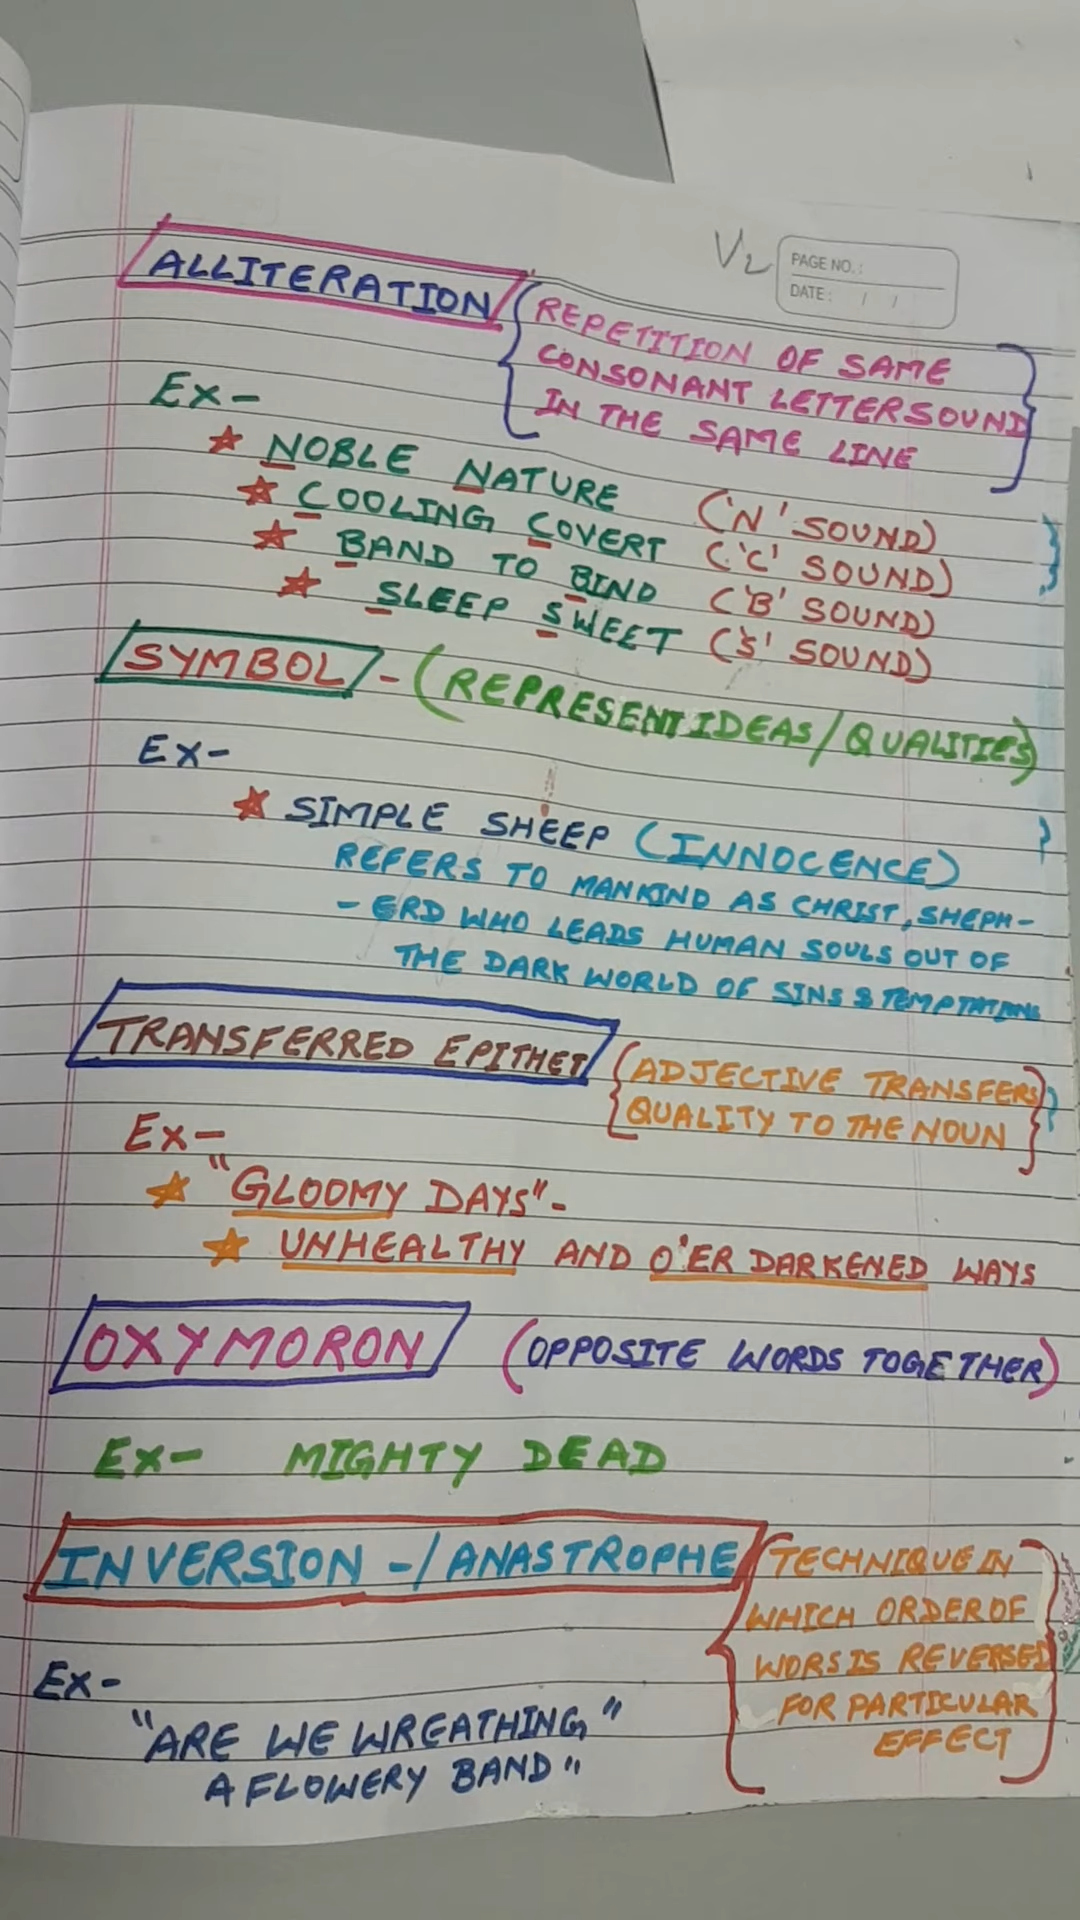 V2
PAGE NO.:
DATE: / /
ALLITERATION
REPETITION OF SAME
CONSONANT LETTERSOUND
IN THE SAME LINE
EX-
NOBLE NATURE ('N' SOUND)
COOLING COVERT ('C' SOUND)
BAND TO BIND ('B' SOUND)
SLEEP SWEET ('S' SOUND)
SYMBOL - (REPRESENT IDEAS/QUALITIES)
EX-
SIMPLE SHEEP (INNOCENCE)
REFERS TO MANKIND AS CHRIST, SHEPH-
-ERD WHO LEADS HUMAN SOULS OUT OF
THE DARK WORLD OF SINS & TEMPTATIONS
TRANSFERRED EPITHET
ADJECTIVE TRANSFERS
QUALITY TO THE NOUN
EX-
"GLOOMY DAYS"-
UNHEALTHY AND O'ER DARKENED WAYS
OXYMORON (OPPOSITE WORDS TOGETHER)
EX- MIGHTY DEAD
INVERSION -/ANASTROPHE
TECHNIQUE IN
WHICH ORDER OF
WORS IS REVERSED
FOR PARTICULAR
EFFECT
EX-
"ARE WE WREATHING"
A FLOWERY BAND"